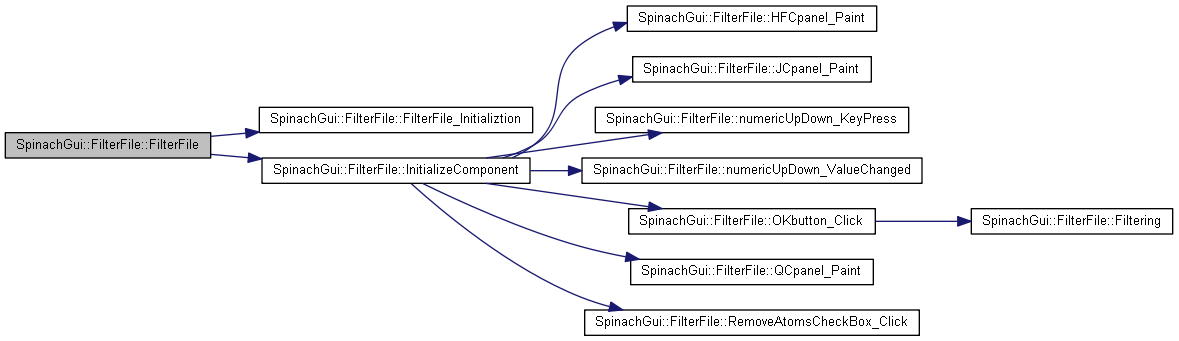 SpinachGui::FilterFile::HFCpanel_Paint
SpinachGui::FilterFile::JCpanel_Paint
SpinachGui::FilterFile::FilterFile_Initializtion
SpinachGui::FilterFile::numericUpDown_KeyPress
SpinachGui::FilterFile::FilterFile
SpinachGui::FilterFile::InitializeComponent
SpinachGui::FilterFile::numericUpDown_ValueChanged
SpinachGui::FilterFile::OKbutton_Click
SpinachGui::FilterFile::Filtering
SpinachGui::FilterFile::QCpanel_Paint
SpinachGui::FilterFile::RemoveAtomsCheckBox_Click